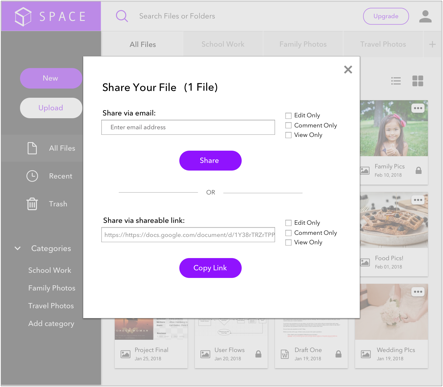 SPACE
Search Files or Folders
Upgrade
All Files
School Work
Family Photos
Travel Photos
+
New
Upload
All Files
Recent
Trash
Categories
School Work
Family Photos
Travel Photos
Add category
Share Your File (1 File)
Share via email:
Enter email address
Edit Only
Comment Only
View Only
Share
OR
Share via shareable link:
https://https://docs.google.com/document/d/1Y3BrTRZrTPP
Edit Only
Comment Only
View Only
Copy Link
Family Pics
Feb 10, 2018
Food Pics!
Feb 01, 2018
Project Final
Jan 25, 2018
User Flows
Jan 20, 2018
Draft One
Jan 19, 2018
Wedding Pics
Jan 16, 2018